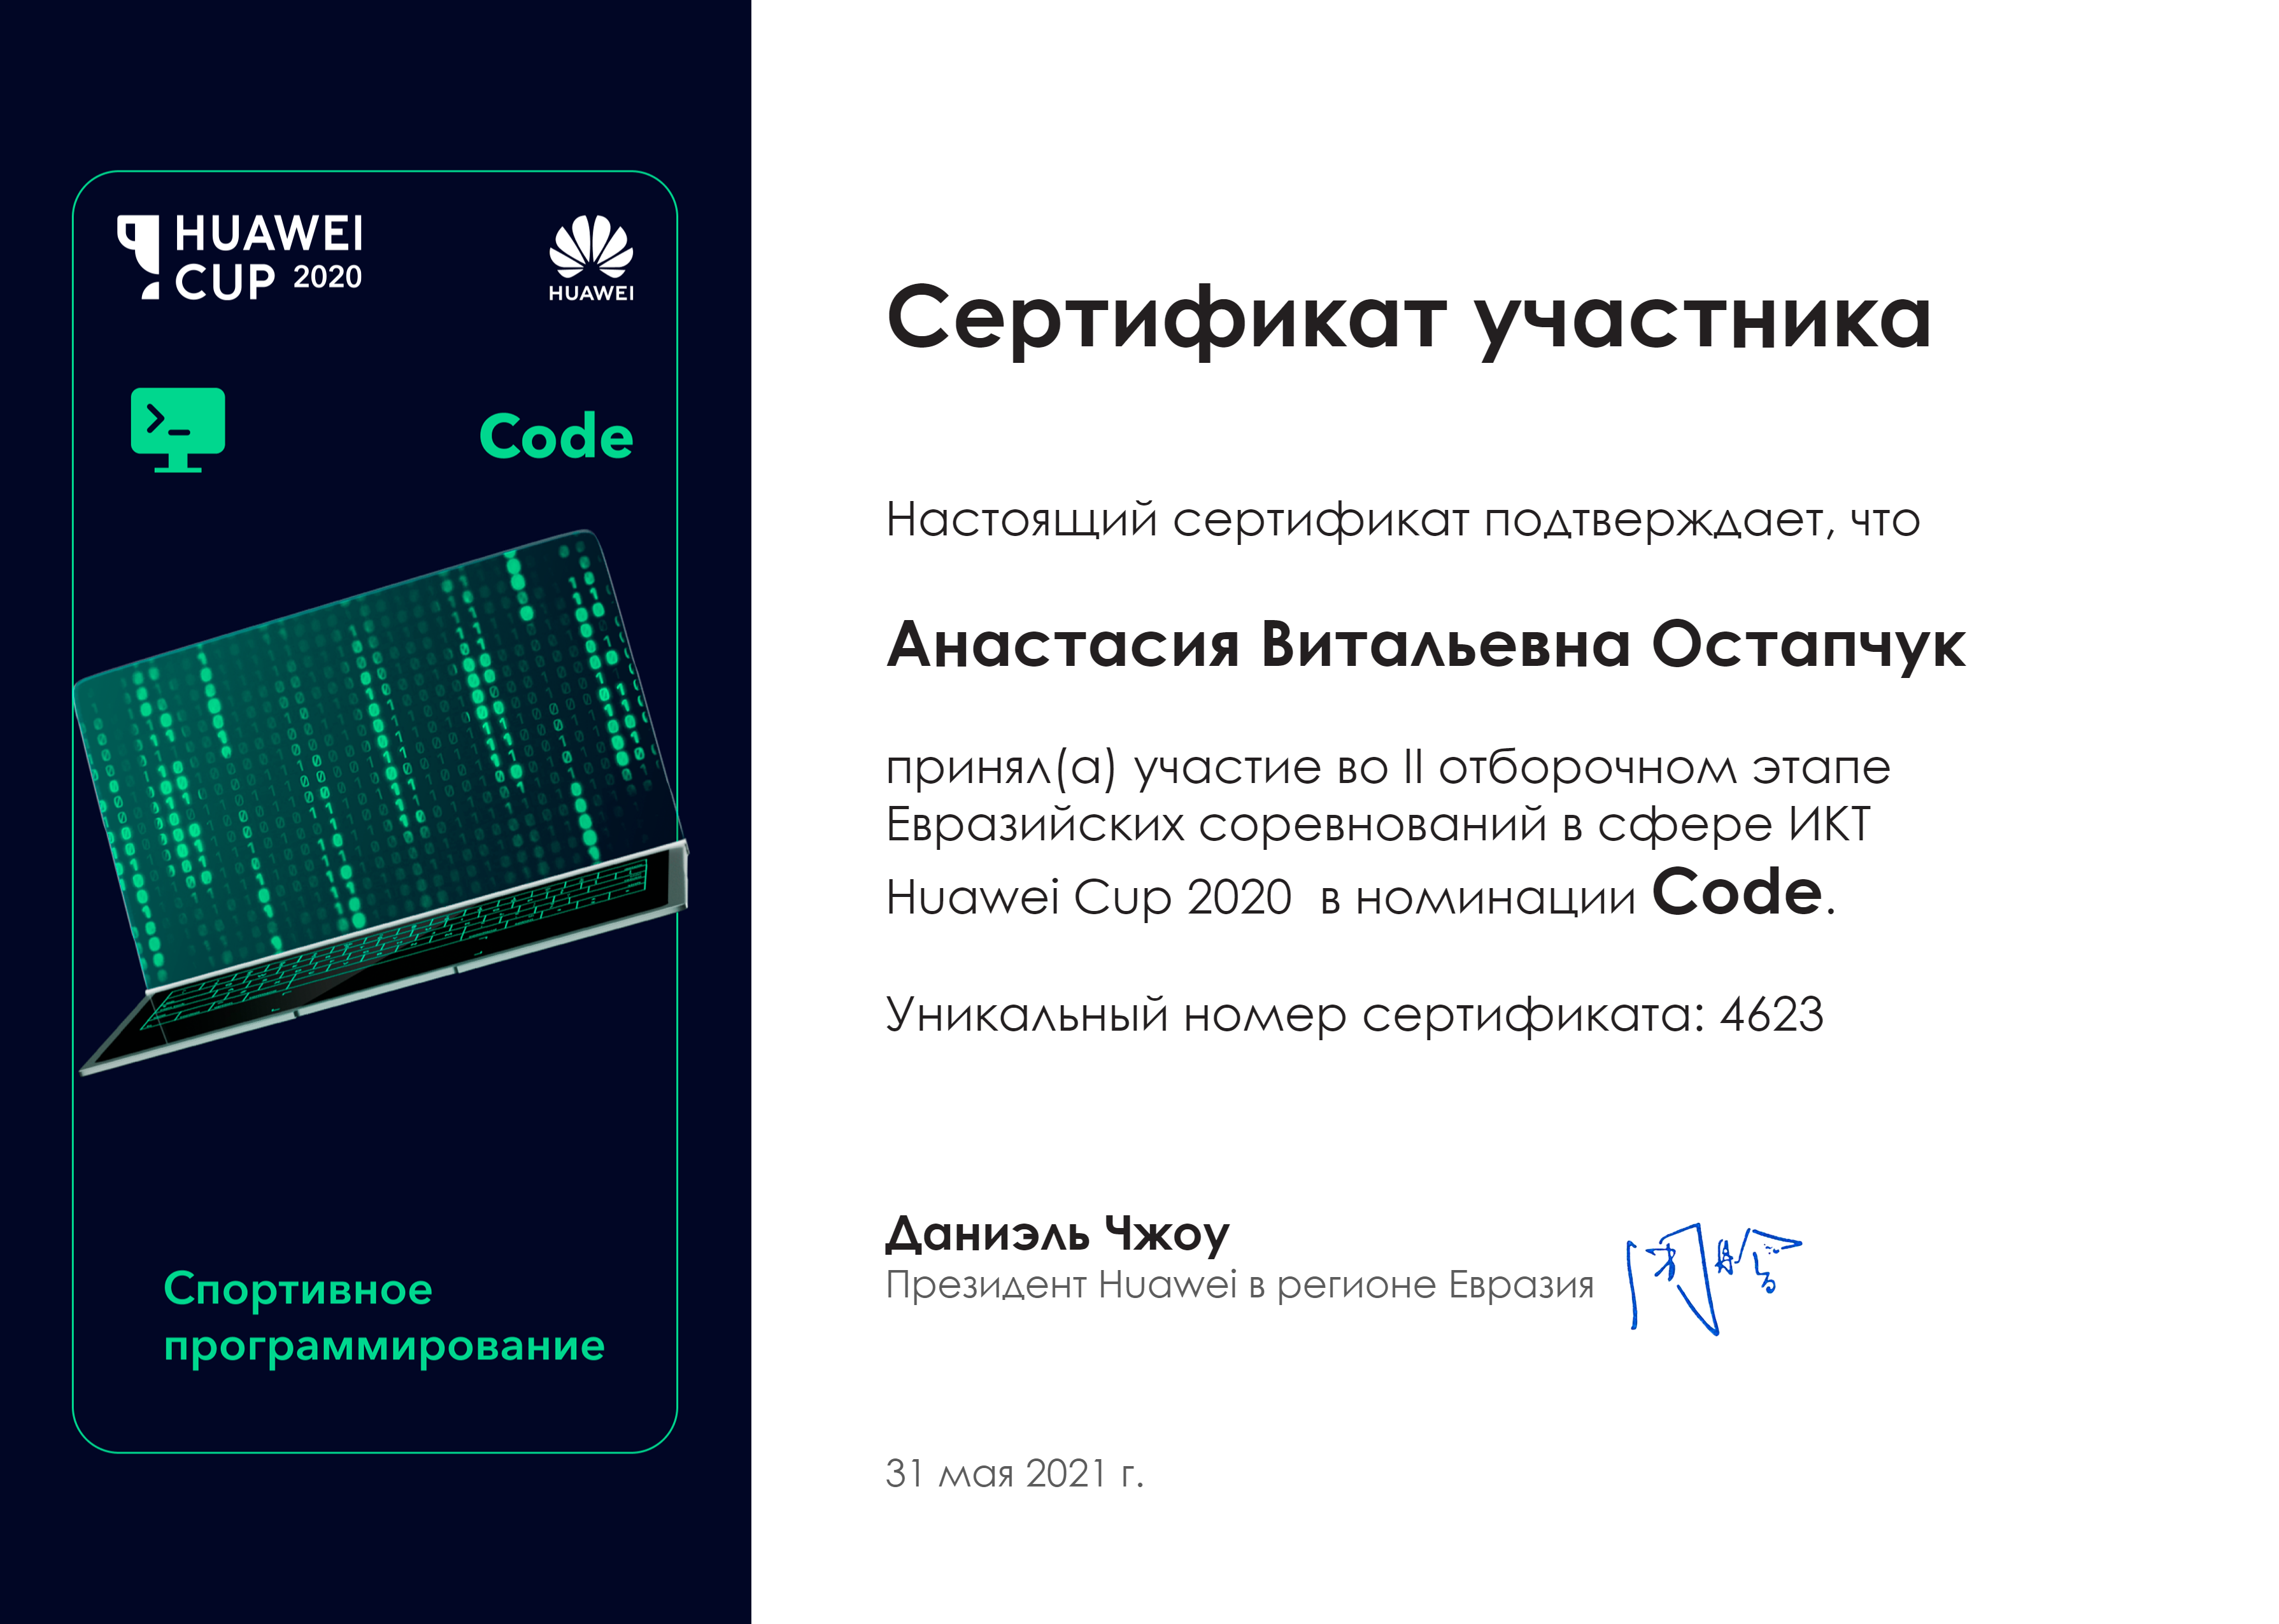 HUAWEI
CUP 2020
HUAWEI
Code
Спортивное
программирование
Сертификат участника
Настоящий сертификат подтверждает, что
Анастасия Витальевна Остапчук
принял(а) участие во II отборочном этапе
Евразийских соревнований в сфере ИКТ
Huawei Cup 2020 в номинации Code.
Уникальный номер сертификата: 4623
Даниэль Чжоу
Президент Huawei в регионе Евразия
31 мая 2021 г.